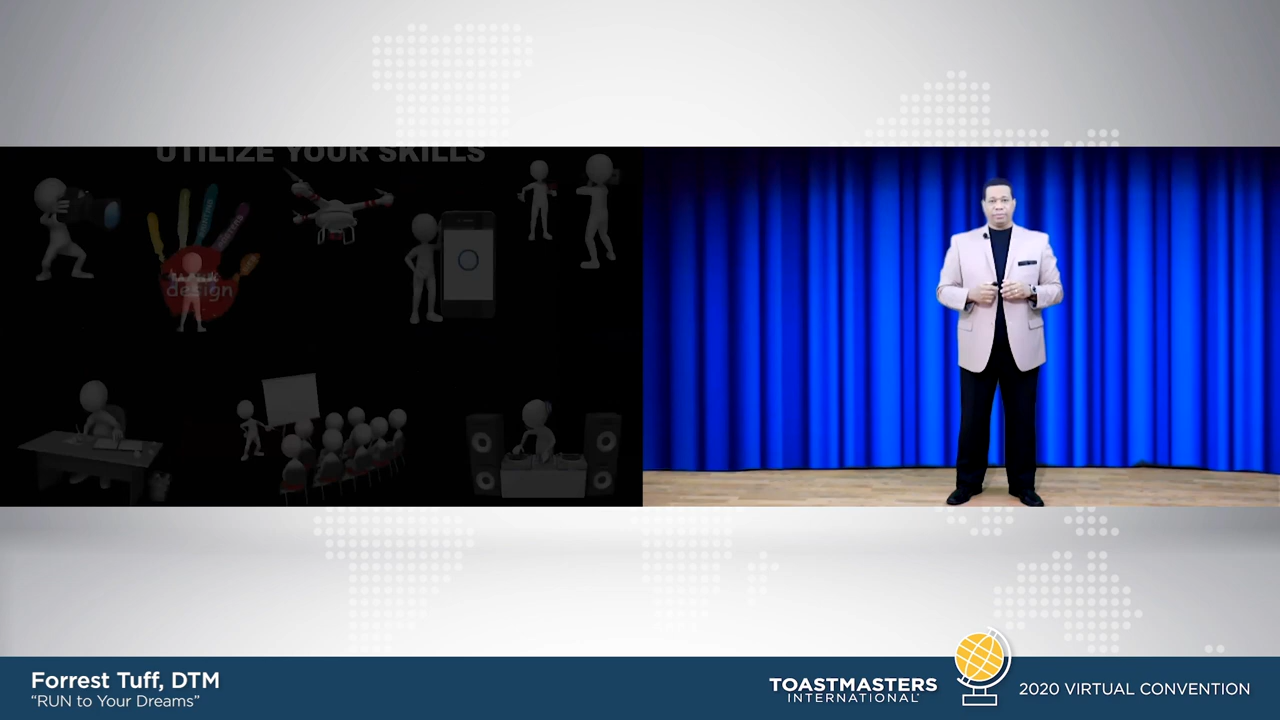 UTILIZE YOUR SKILLS
design
Forrest Tuff, DTM
“RUN to Your Dreams”
TOASTMASTERS
INTERNATIONAL
2020 VIRTUAL CONVENTION